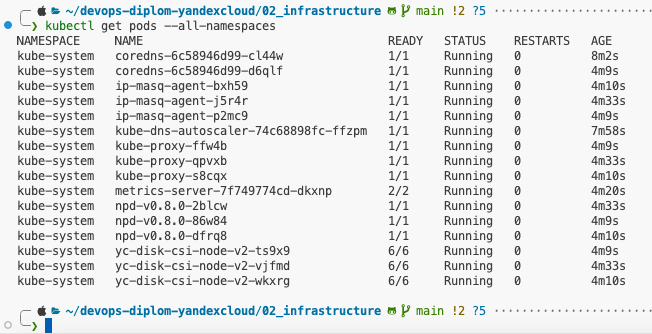 ~/devops-diplom-yandexcloud/02_infrastructure main !2 ?5
❯ kubectl get pods --all-namespaces
NAMESPACE NAME READY STATUS RESTARTS AGE
kube-system coredns-6c58946d99-cl44w 1/1 Running 0 8m2s
kube-system coredns-6c58946d99-d6qlf 1/1 Running 0 4m9s
kube-system ip-masq-agent-bxh59 1/1 Running 0 4m10s
kube-system ip-masq-agent-j5r4r 1/1 Running 0 4m33s
kube-system ip-masq-agent-p2mc9 1/1 Running 0 4m9s
kube-system kube-dns-autoscaler-74c68898fc-ffzpm 1/1 Running 0 7m58s
kube-system kube-proxy-ffw4b 1/1 Running 0 4m9s
kube-system kube-proxy-qpvxb 1/1 Running 0 4m33s
kube-system kube-proxy-s8cqx 1/1 Running 0 4m10s
kube-system metrics-server-7f749774cd-dkxnp 2/2 Running 0 4m20s
kube-system npd-v0.8.0-2blcw 1/1 Running 0 4m33s
kube-system npd-v0.8.0-86w84 1/1 Running 0 4m9s
kube-system npd-v0.8.0-dfrq8 1/1 Running 0 4m10s
kube-system yc-disk-csi-node-v2-ts9x9 6/6 Running 0 4m9s
kube-system yc-disk-csi-node-v2-vjfmd 6/6 Running 0 4m33s
kube-system yc-disk-csi-node-v2-wkxrg 6/6 Running 0 4m10s
~/devops-diplom-yandexcloud/02_infrastructure main !2 ?5
❯